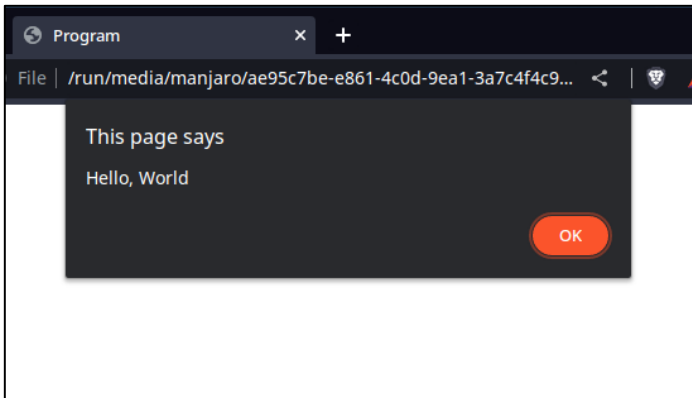 Program
File | /run/media/manjaro/ae95c7be-e861-4c0d-9ea1-3a7c4f4c9...
This page says
Hello, World
OK